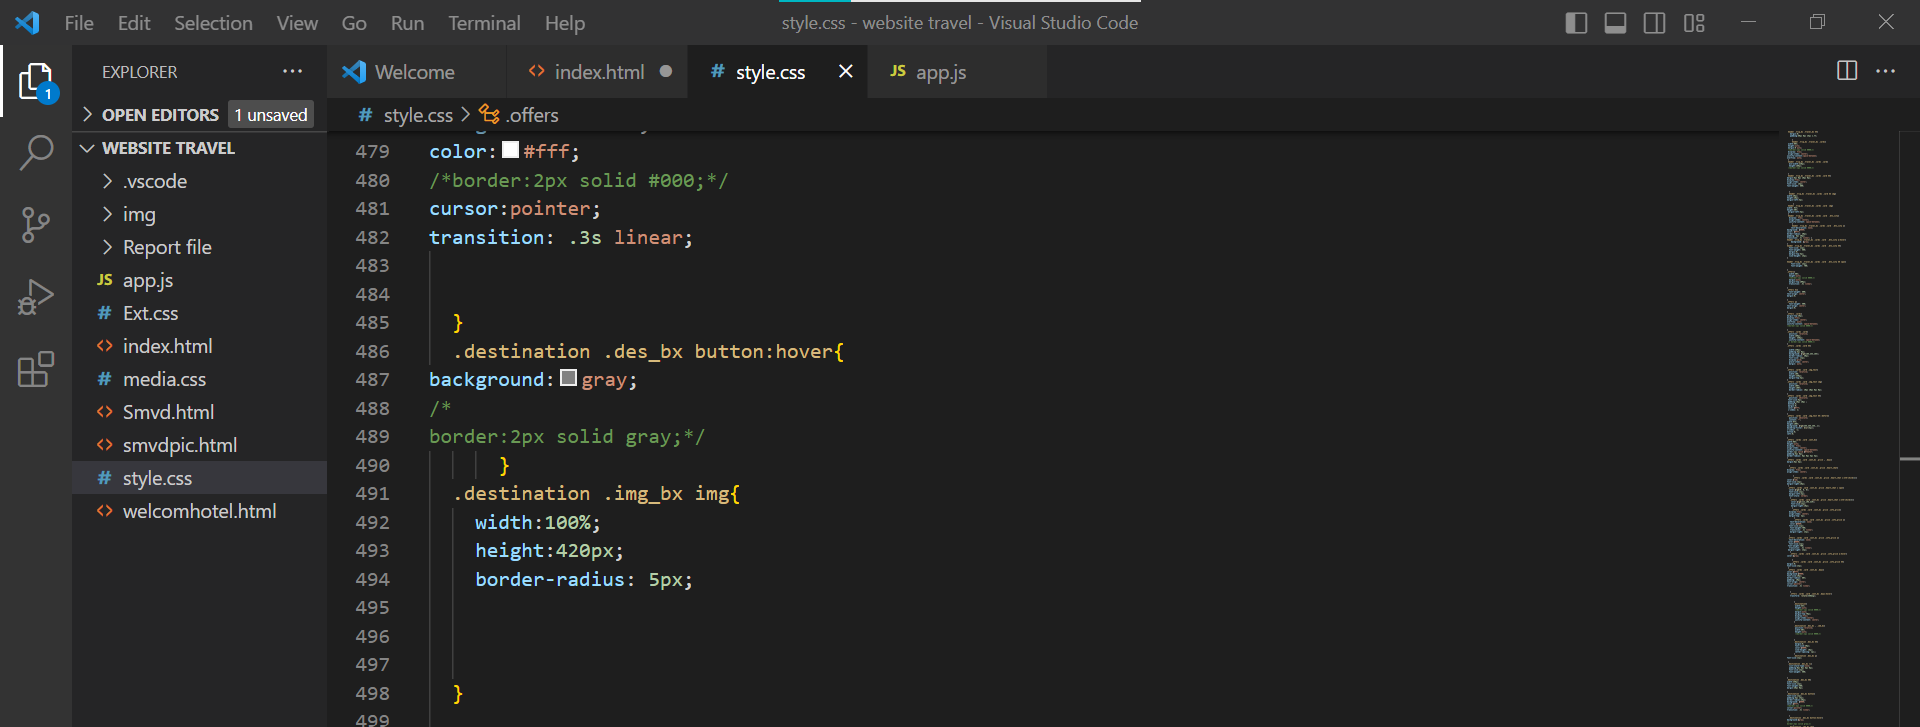 File Edit Selection View Go Run Terminal Help style.css - website travel - Visual Studio Code
EXPLORER
1
OPEN EDITORS 1 unsaved
WEBSITE TRAVEL
.vscode
img
Report file
JS app.js
# Ext.css
<> index.html
# media.css
<> Smvd.html
<> smvdpic.html
# style.css
<> welcomhotel.html
Welcome <> index.html # style.css JS app.js
# style.css > .offers
479 color: #fff;
480 /*border:2px solid #000;*/
481 cursor:pointer;
482 transition: .3s linear;
483
484
485 }
486 .destination .des_bx button:hover{
487 background: gray;
488 /*
489 border:2px solid gray;*/
490 }
491 .destination .img_bx img{
492 width:100%;
493 height:420px;
494 border-radius: 5px;
495
496
497
498 }
499